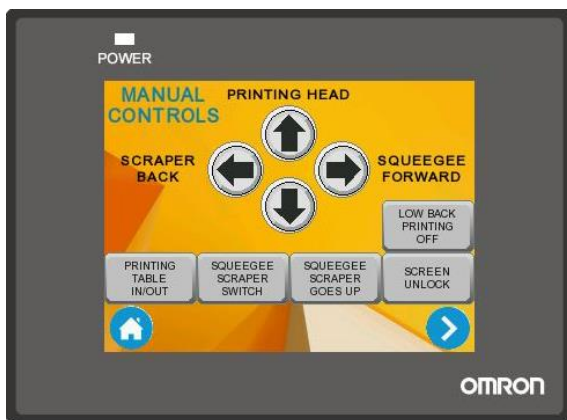 POWER
MANUAL
CONTROLS
PRINTING HEAD
SCRAPER
BACK
SQUEEGEE
FORWARD
LOW BACK
PRINTING
OFF
PRINTING
TABLE
IN/OUT
SQUEEGEE
SCRAPER
SWITCH
SQUEEGEE
SCRAPER
GOES UP
SCREEN
UNLOCK
OMRON